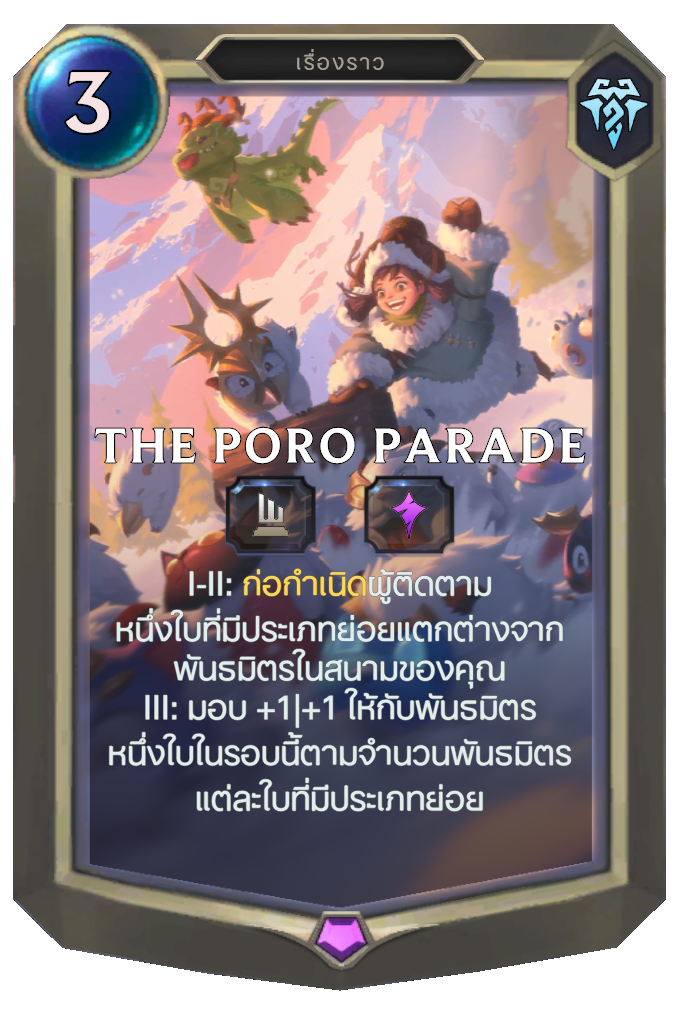 3
เรื่องราว
THE PORO PARADE
I-II: ก่อกำเนิดผู้ติดตาม
หนึ่งใบที่มีประเภทย่อยแตกต่างจาก
พันธมิตรในสนามของคุณ
III: มอบ +1|+1 ให้กับพันธมิตร
หนึ่งใบในรอบนี้ตามจำนวนพันธมิตร
แต่ละใบที่มีประเภทย่อย